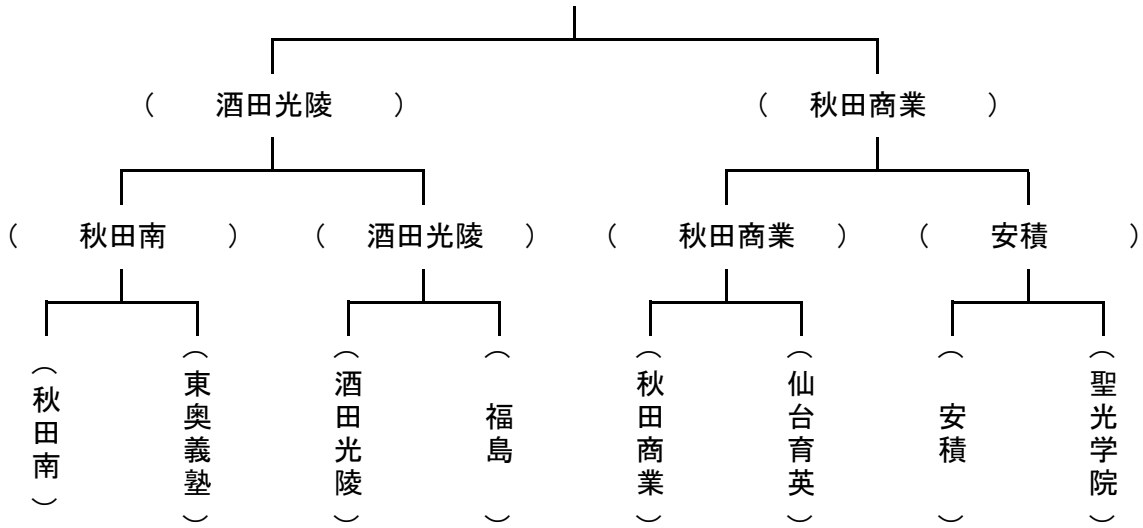 ( 酒田光陵 )
( 秋田商業 )
( 秋田南 )
( 酒田光陵 )
( 秋田商業 )
( 安積 )
(秋田南)
(東奥義塾)
(酒田光陵)
( 福島 )
(秋田商業)
(仙台育英)
( 安積 )
(聖光学院)